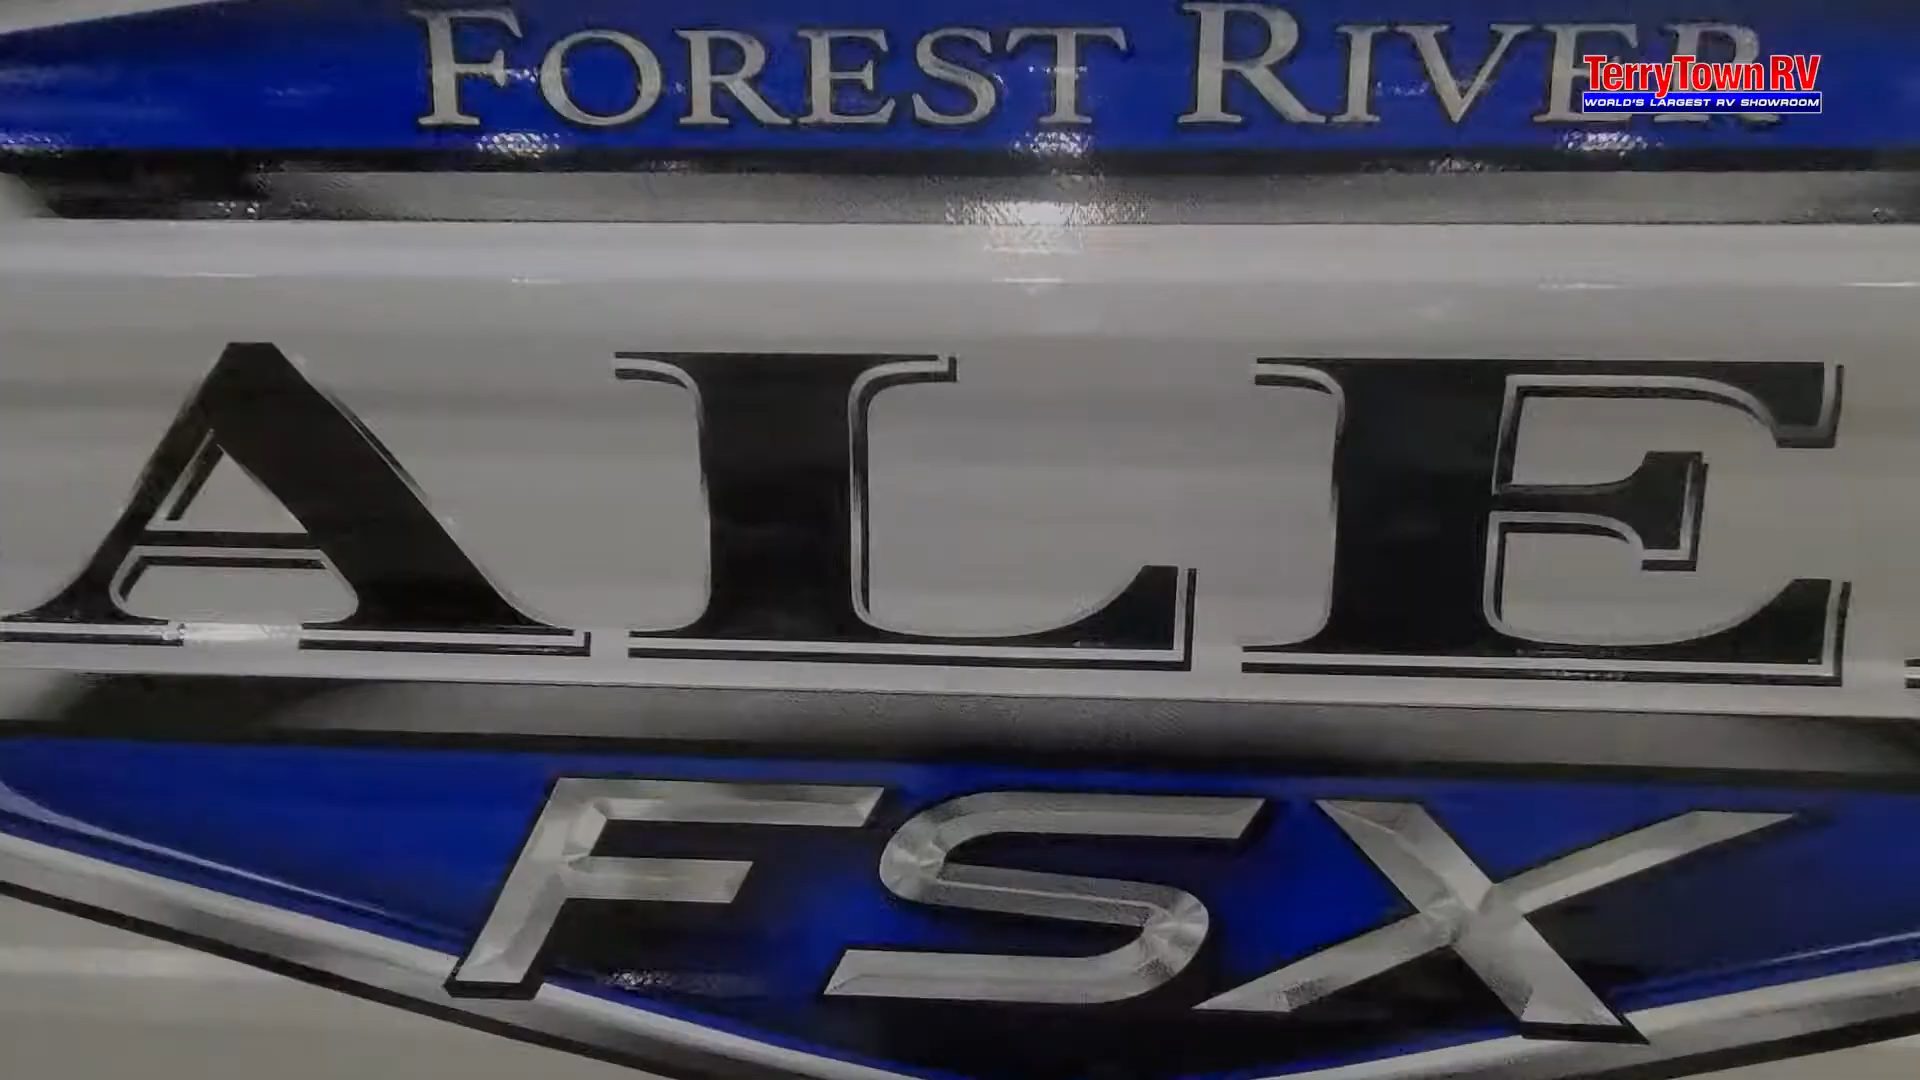 FOREST RIVER
TerryTown RV
WORLD'S LARGEST RV SHOWROOM
ALE
FSX